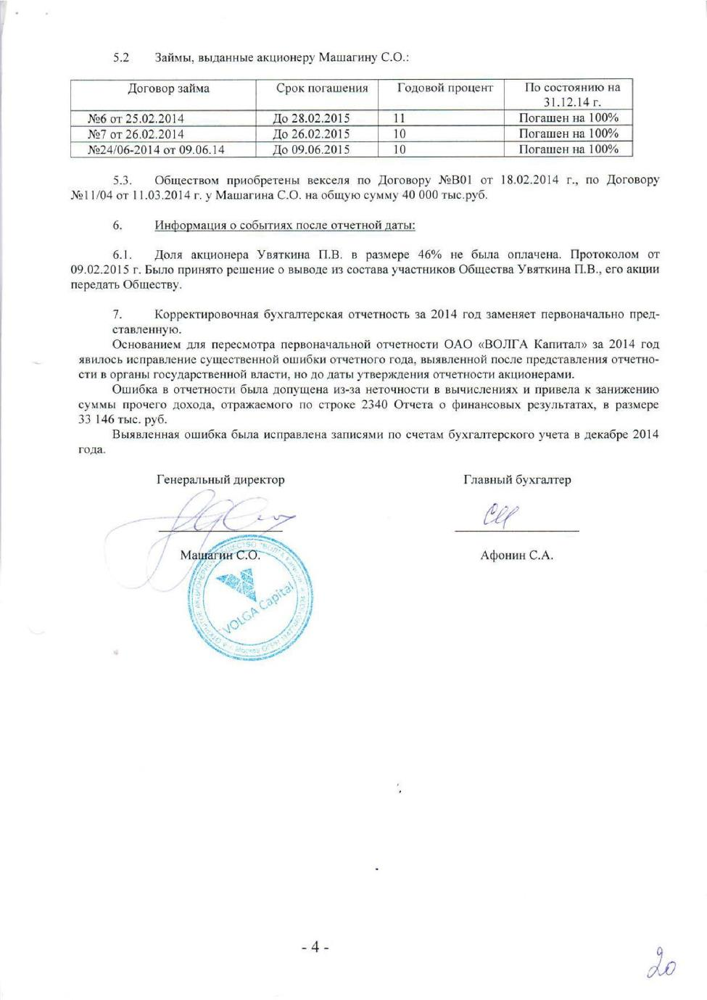 5.2 Займы, выданные акционеру Машагину С.О.:
Договор займа Срок погашения Годовой процент По состоянию на 31.12.14 г.
№6 от 25.02.2014 До 28.02.2015 11 Погашен на 100%
№7 от 26.02.2014 До 26.02.2015 10 Погашен на 100%
№24/06-2014 от 09.06.14 До 09.06.2015 10 Погашен на 100%
5.3. Обществом приобретены векселя по Договору №В01 от 18.02.2014 г., по Договору
№11/04 от 11.03.2014 г. у Машагина С.О. на общую сумму 40 000 тыс.руб.
6. Информация о событиях после отчетной даты:
6.1. Доля акционера Увяткина П.В. в размере 46% не была оплачена. Протоколом от
09.02.2015 г. Было принято решение о выводе из состава участников Общества Увяткина П.В., его акции
передать Обществу.
7. Корректировочная бухгалтерская отчетность за 2014 год заменяет первоначально пред-
ставленную.
Основанием для пересмотра первоначальной отчетности ОАО «ВОЛГА Капитал» за 2014 год
явилось исправление существенной ошибки отчетного года, выявленной после представления отчетно-
сти в органы государственной власти, но до даты утверждения отчетности акционерами.
Ошибка в отчетности была допущена из-за неточности в вычислениях и привела к занижению
суммы прочего дохода, отражаемого по строке 2340 Отчета о финансовых результатах, в размере
33 146 тыс. руб.
Выявленная ошибка была исправлена записями по счетам бухгалтерского учета в декабре 2014
года.
Генеральный директор Главный бухгалтер
Машагин С.О. Афонин С.А.
VOLGA Capital
- 4 -
20